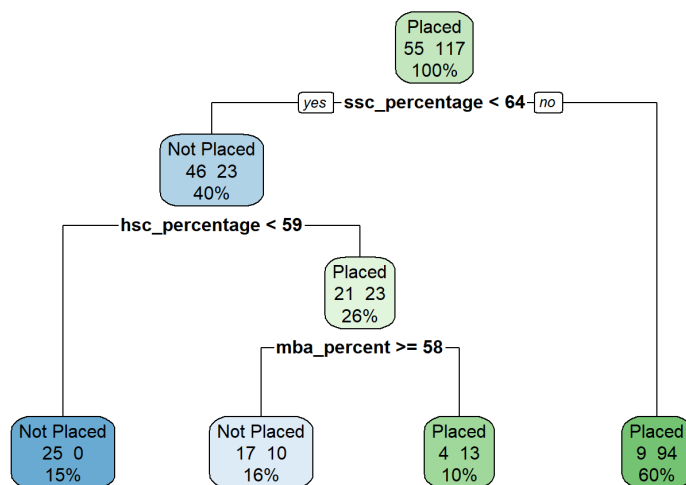 Placed
55 117
100%
yes ssc_percentage < 64 no
Not Placed
46 23
40%
hsc_percentage < 59
Placed
21 23
26%
mba_percent >= 58
Not Placed
25 0
15%
Not Placed
17 10
16%
Placed
4 13
10%
Placed
9 94
60%